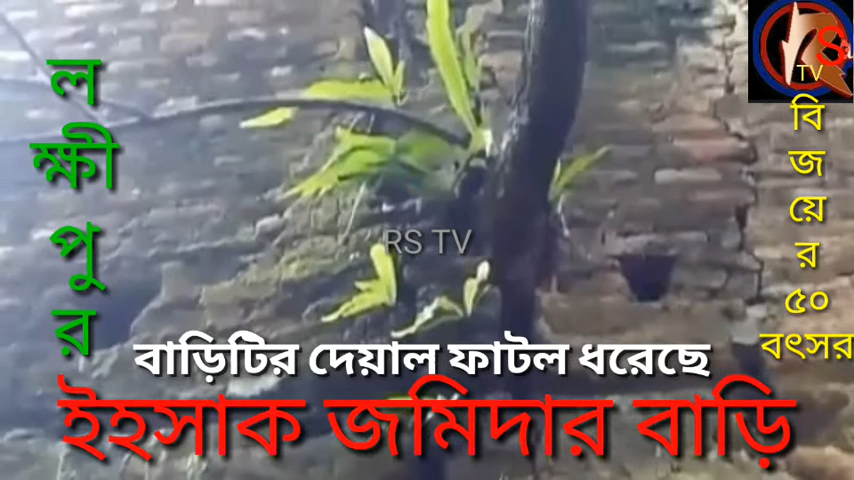 ল
ক্ষী
পু
র
TV
বি
জ
য়ে
র
৫০
বৎসর
RS TV
বাড়িটির দেয়াল ফাটল ধরেছে
ইহসাক জমিদার বাড়ি